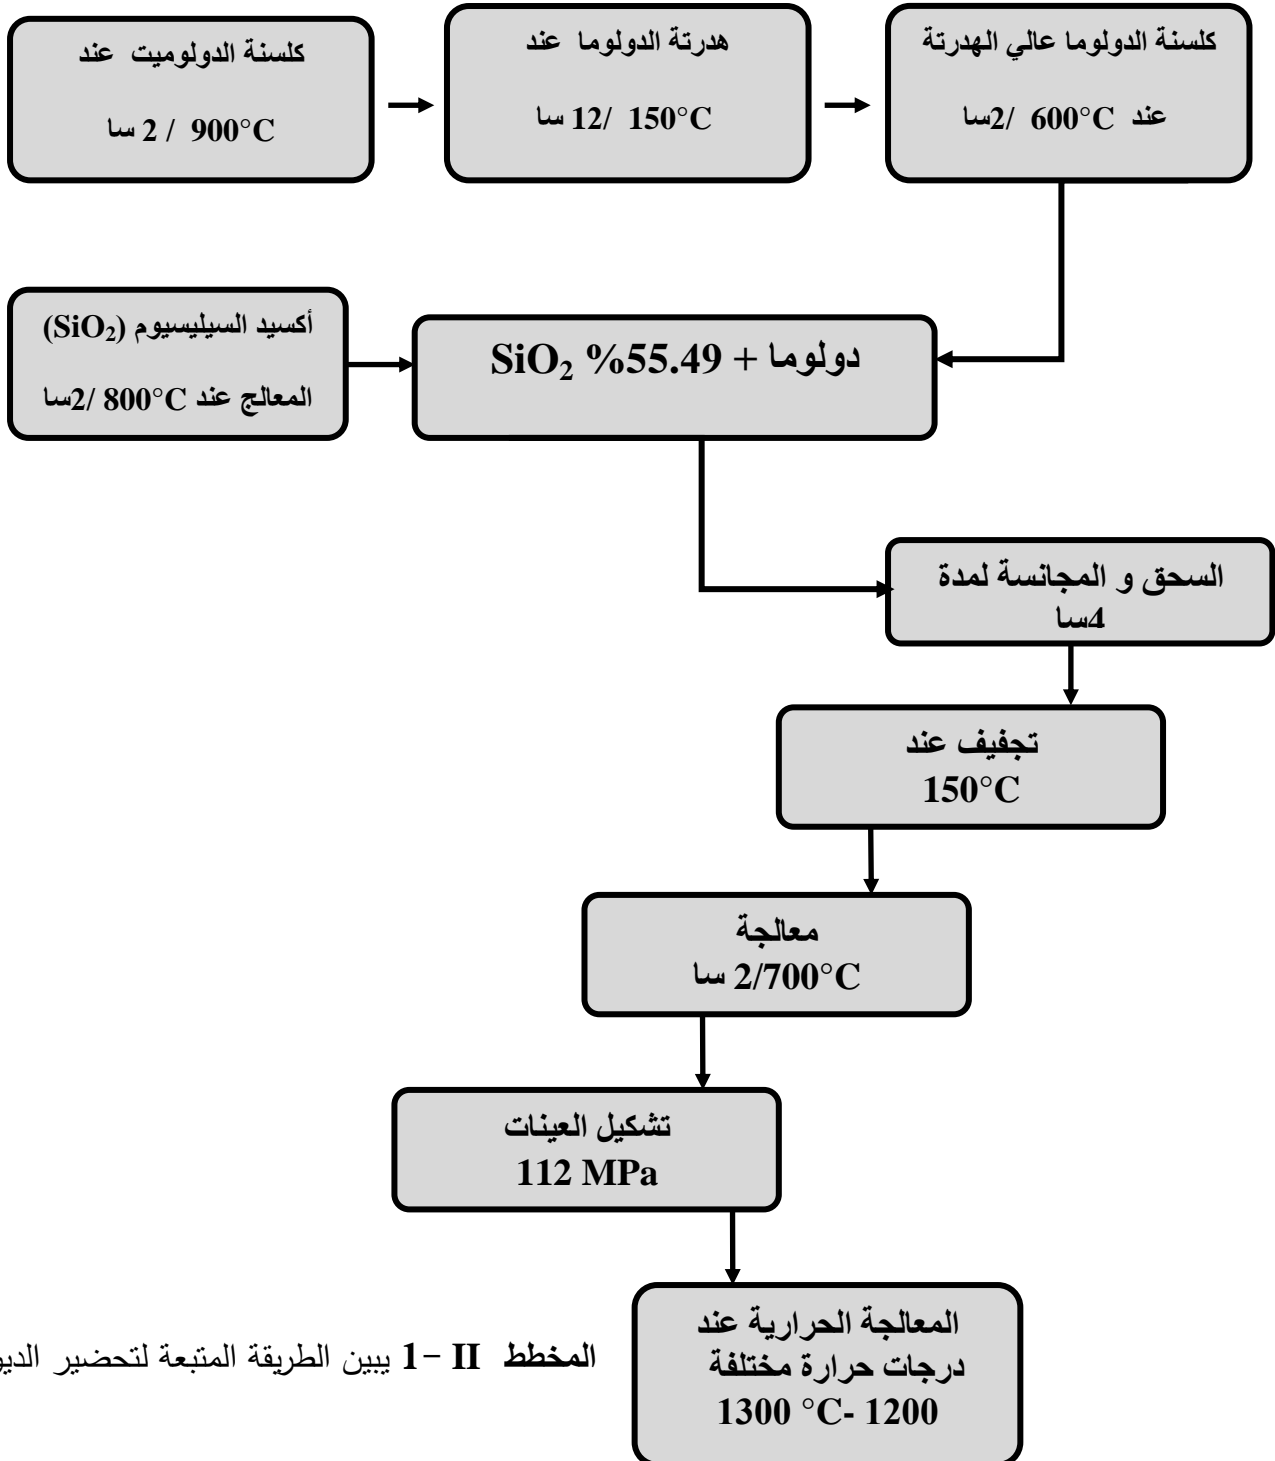 كلسنة الدولوميت عند
900°C / 2 سا
هدرتة الدولوما عند
150°C /12 سا
كلسنة الدولوما عالي الهدرتة
عند 600°C /2سا
أكسيد السيليسيوم (SiO₂)
المعالج عند 800°C /2سا
دولوما + 55.49% SiO₂
السحق و المجانسة لمدة
4سا
تجفيف عند
150°C
معالجة
2/700°C سا
تشكيل العينات
112 MPa
المعالجة الحرارية عند
درجات حرارة مختلفة
1300 °C- 1200
المخطط II -1 يبين الطريقة المتبعة لتحضير